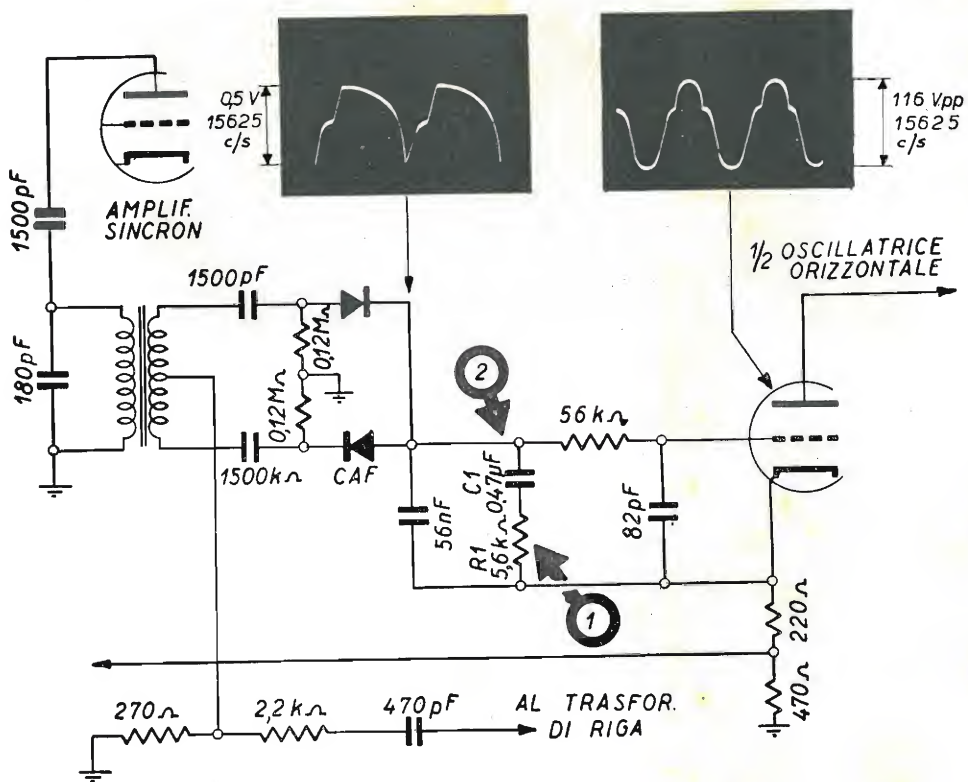 0,5 V
15625
c/s
116 Vpp
15625
c/s
1500pF
AMPLIF.
SINCRON
1/2 OSCILLATRICE
ORIZZONTALE
1500pF
180pF
0,12MΩ
0,12MΩ
2
56kΩ
1500kΩ
CAF
56nF
C1
0,47µF
R1
5,6kΩ
82pF
1
220Ω
470Ω
270Ω
2,2kΩ
470pF
AL TRASFOR.
DI RIGA